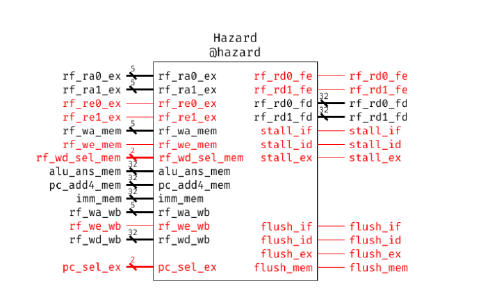 Hazard
@hazard
rf_ra0_ex 5 rf_ra0_ex rf_rd0_fe rf_rd0_fe
rf_ra1_ex 5 rf_ra1_ex rf_rd1_fe rf_rd1_fe
rf_re0_ex rf_re0_ex rf_rd0_fd 32 rf_rd0_fd
rf_re1_ex rf_re1_ex rf_rd1_fd 32 rf_rd1_fd
rf_wa_mem 5 rf_wa_mem stall_if stall_if
rf_we_mem rf_we_mem stall_id stall_id
rf_wd_sel_mem 2 rf_wd_sel_mem stall_ex stall_ex
alu_ans_mem 32 alu_ans_mem
pc_add4_mem 32 pc_add4_mem
imm_mem 32 imm_mem
rf_wa_wb 5 rf_wa_wb
rf_we_wb rf_we_wb flush_if flush_if
rf_wd_wb 32 rf_wd_wb flush_id flush_id
flush_ex flush_ex
pc_sel_ex 2 pc_sel_ex flush_mem flush_mem